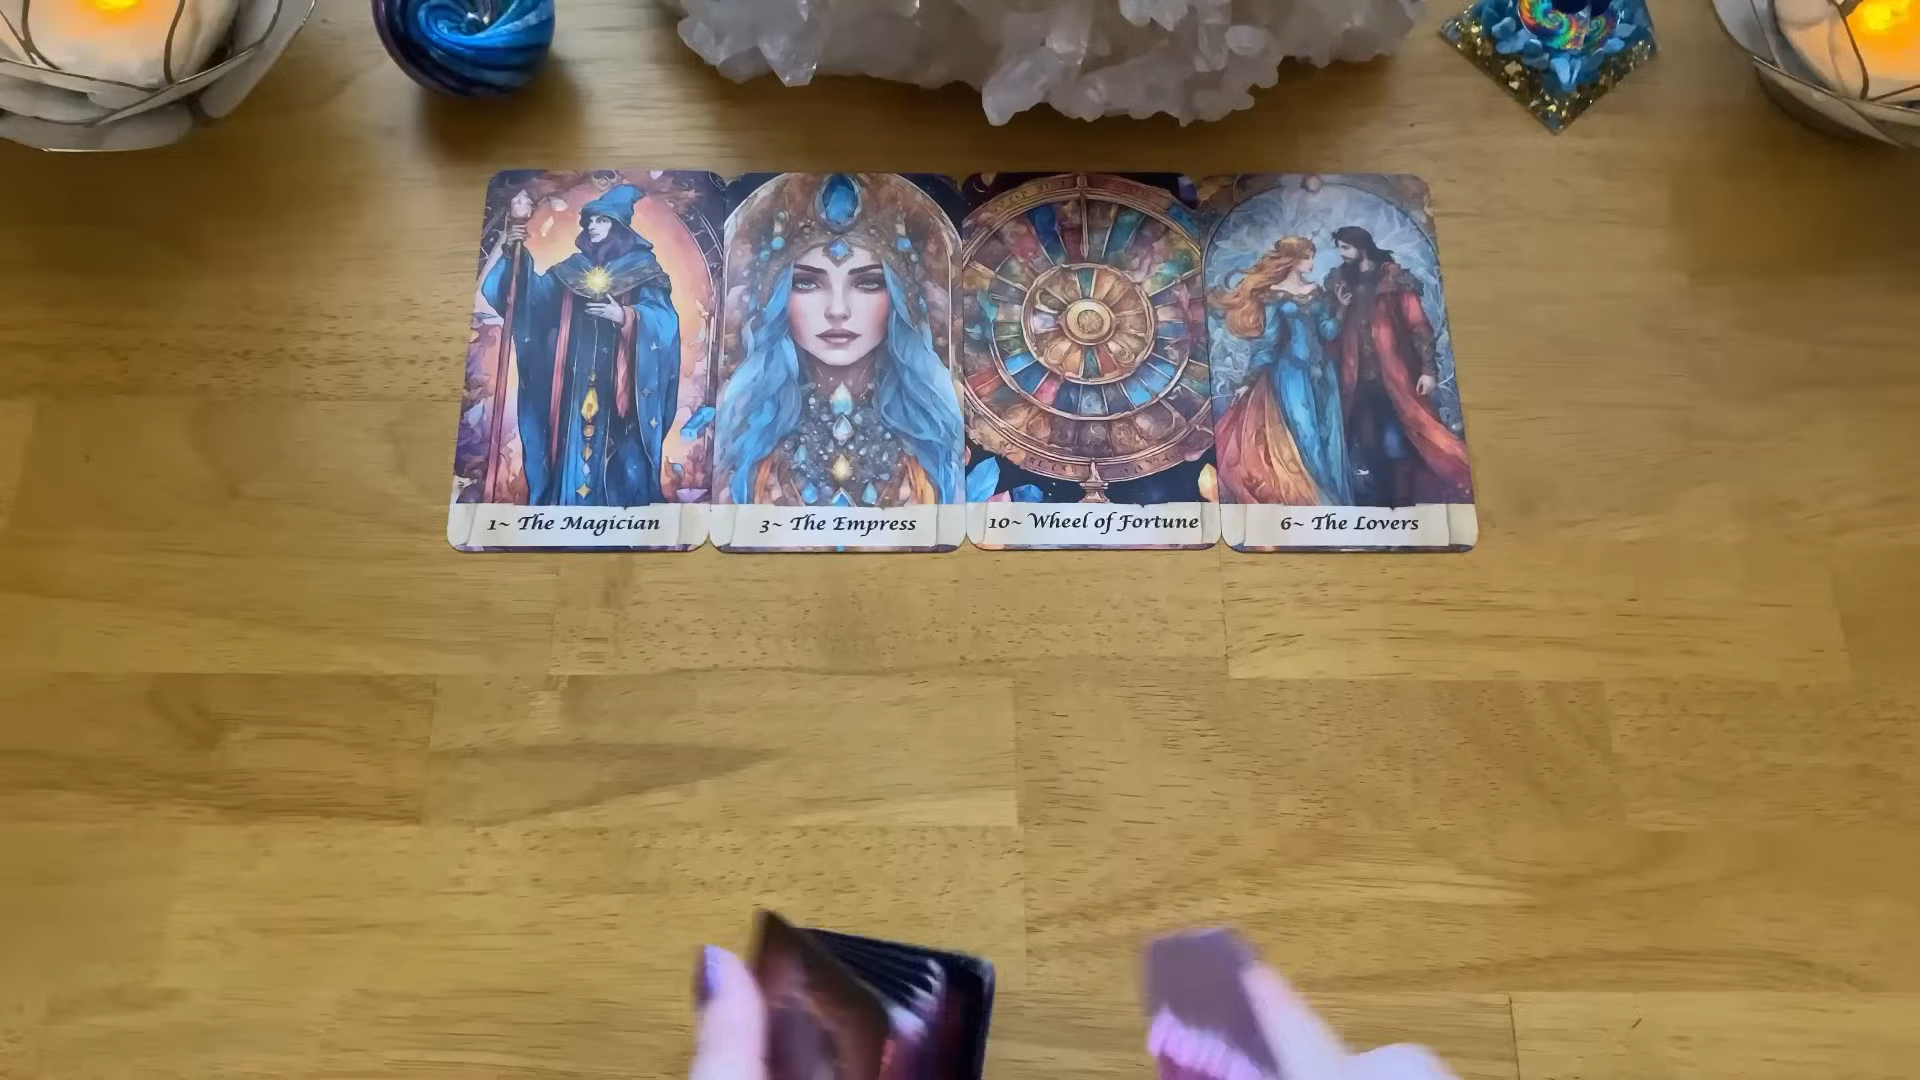 1~ The Magician
3~ The Empress
10~ Wheel of Fortune
6~ The Lovers